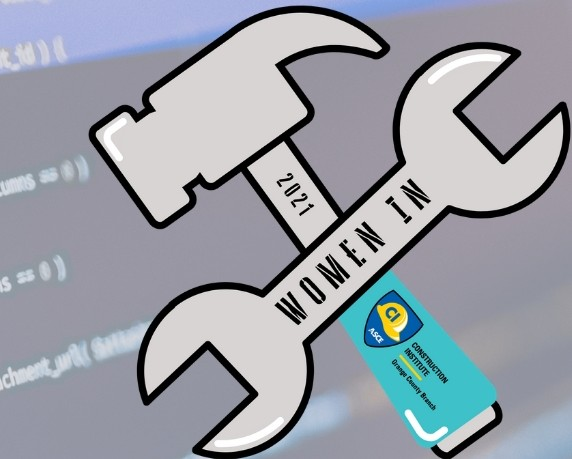 2021
WOMEN IN
CI
ASCE
CONSTRUCTION
INSTITUTE
Orange County Branch